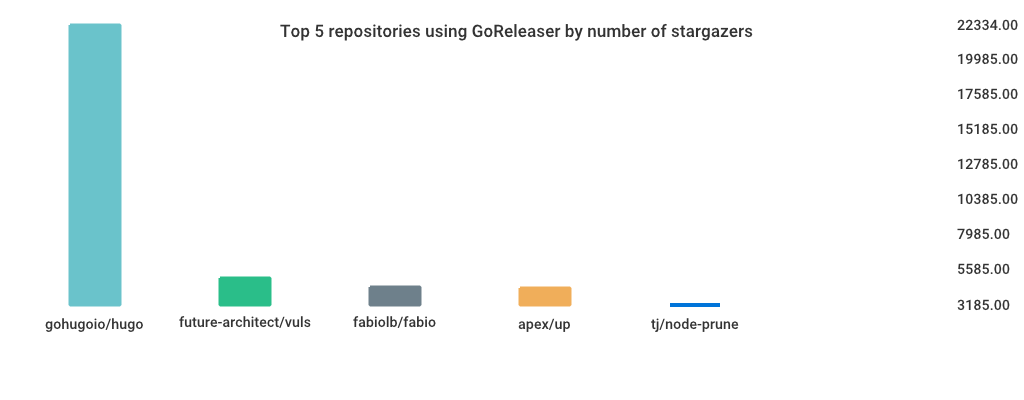 Top 5 repositories using GoReleaser by number of stargazers
22334.00
19985.00
17585.00
15185.00
12785.00
10385.00
7985.00
5585.00
3185.00
gohugoio/hugo
future-architect/vuls
fabiolb/fabio
apex/up
tj/node-prune